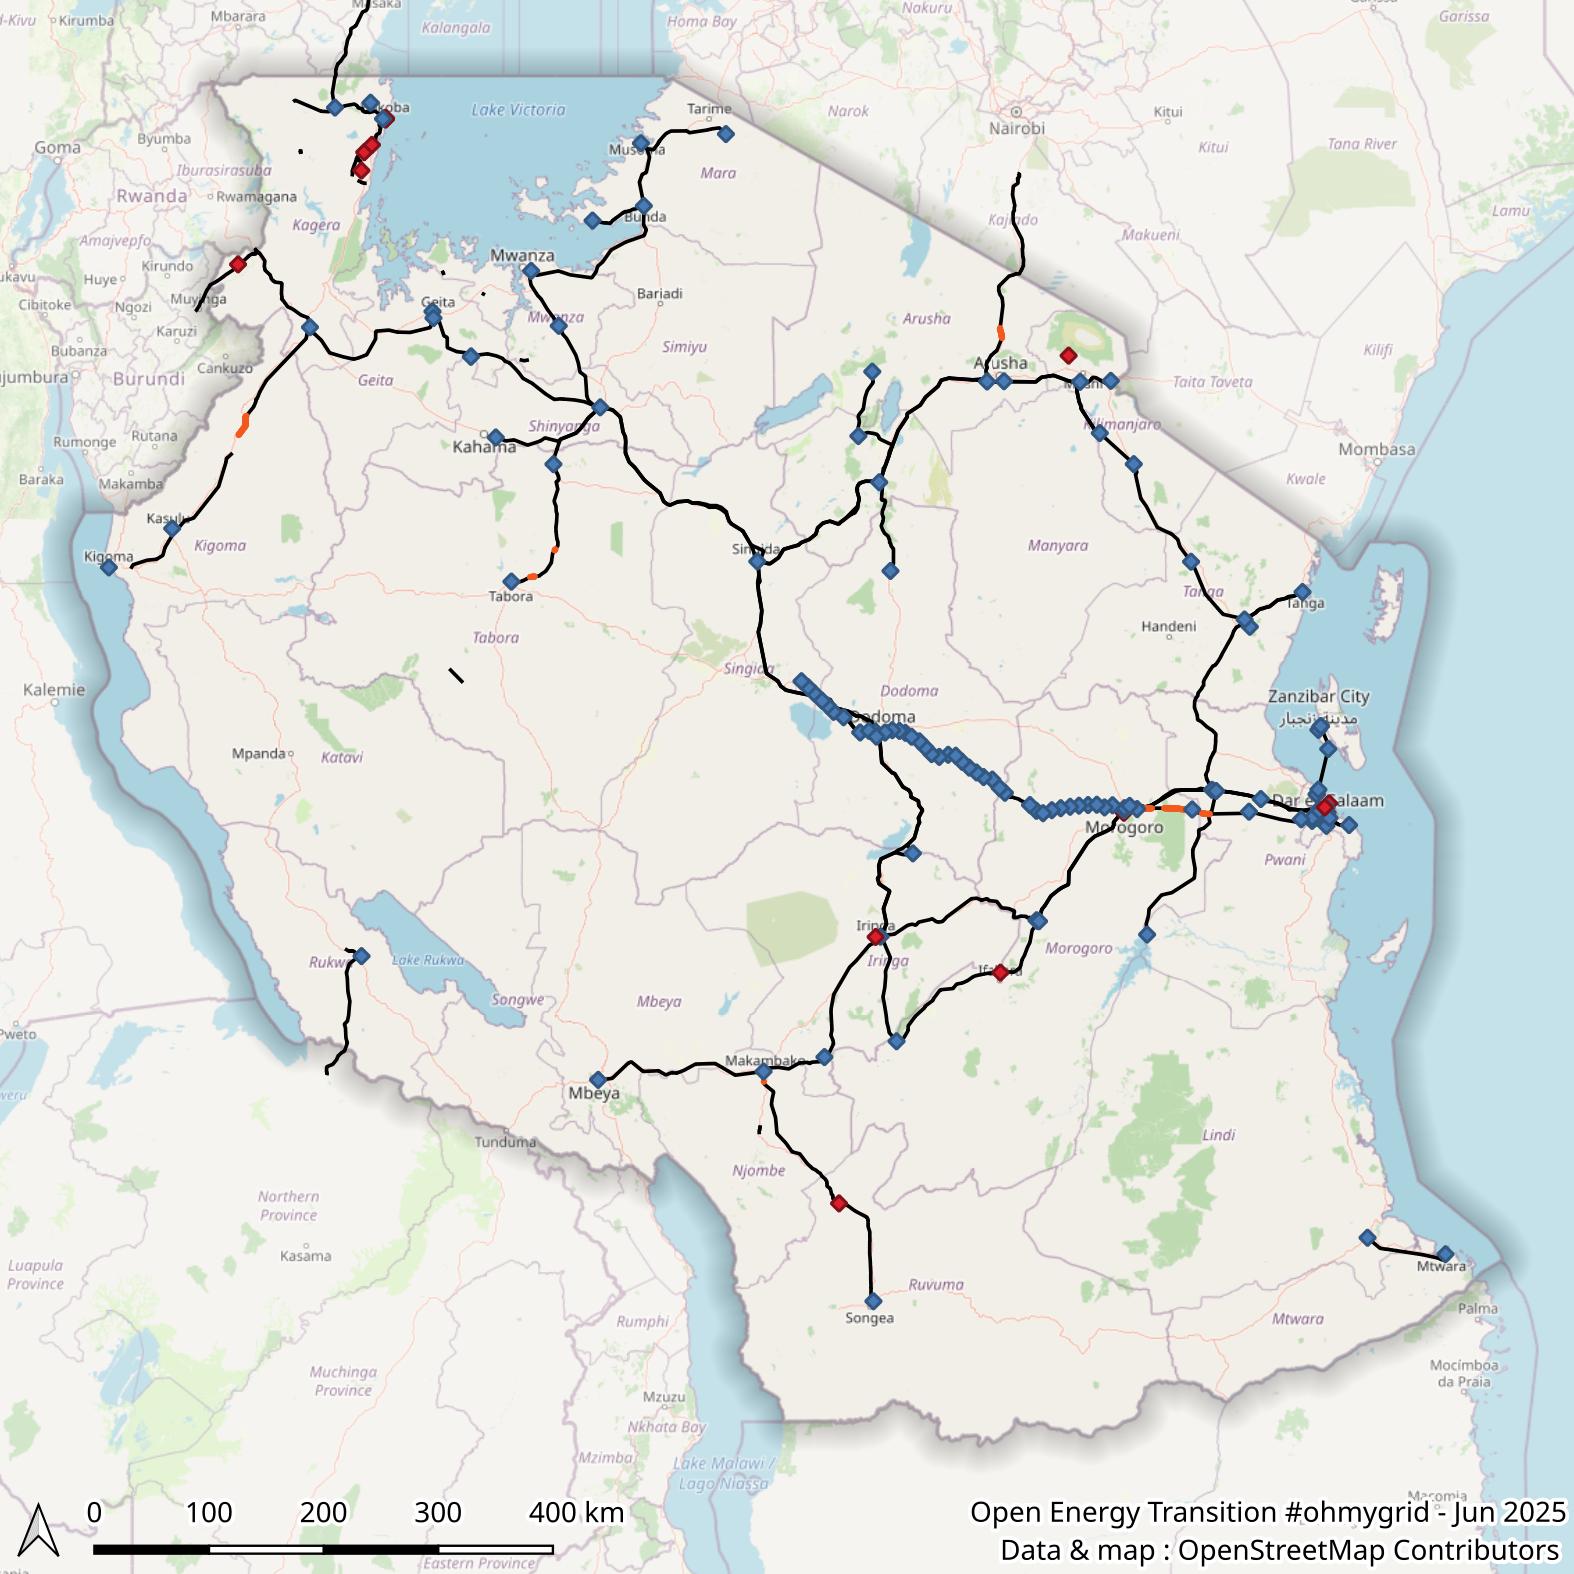 Masaka
Kalangala
Homa Bay
Nakuru
Garissa
Garissa
d-Kivu
Kirumba
Mbarara
Lake Victoria
Tarime
Narok
Nairobi
Kitui
Kitui
Tana River
Goma
Byumba
Iburasirasuba
Rwanda
Rwamagana
Mara
Kagera
Kajiado
Makueni
Lamu
Amajyepfo
Bunda
ukavu
Huye
Kirundo
Mwanza
Cibitoke
Ngozi
Muyinga
Geita
Bariadi
Karuzi
Mwanza
Arusha
Bubanza
Simiyu
Kilifi
Cankuzo
Arusha
ujumbura
Burundi
Geita
Taita Taveta
Rumonge
Rutana
Shinyanga
Kilimanjaro
Kahama
Mombasa
Baraka
Makamba
Kwale
Kasulu
Kigoma
Manyara
Kigoma
Singida
Tabora
Tanga
Tanga
Handeni
Tabora
Singida
Kalemie
Dodoma
Zanzibar City
مدينة زنجبار
Dodoma
Mpanda
Katavi
Dar es Salaam
Morogoro
Pwani
Iringa
Morogoro
Rukwa
Lake Rukwa
Iringa
Songwe
Mbeya
Pweto
Makambako
Mbeya
Tunduma
Lindi
Njombe
Northern
Province
Kasama
Luapula
Province
Mtwara
Ruvuma
Songea
Palma
Rumphi
Mtwara
Muchinga
Province
Mocímboa
da Praia
Mzuzu
Nkhata Bay
Mzimba
Lake Malawi /
Lago Niassa
Macomia
0 100 200 300 400 km
Open Energy Transition #ohmygrid - Jun 2025
Data & map : OpenStreetMap Contributors
Eastern Province